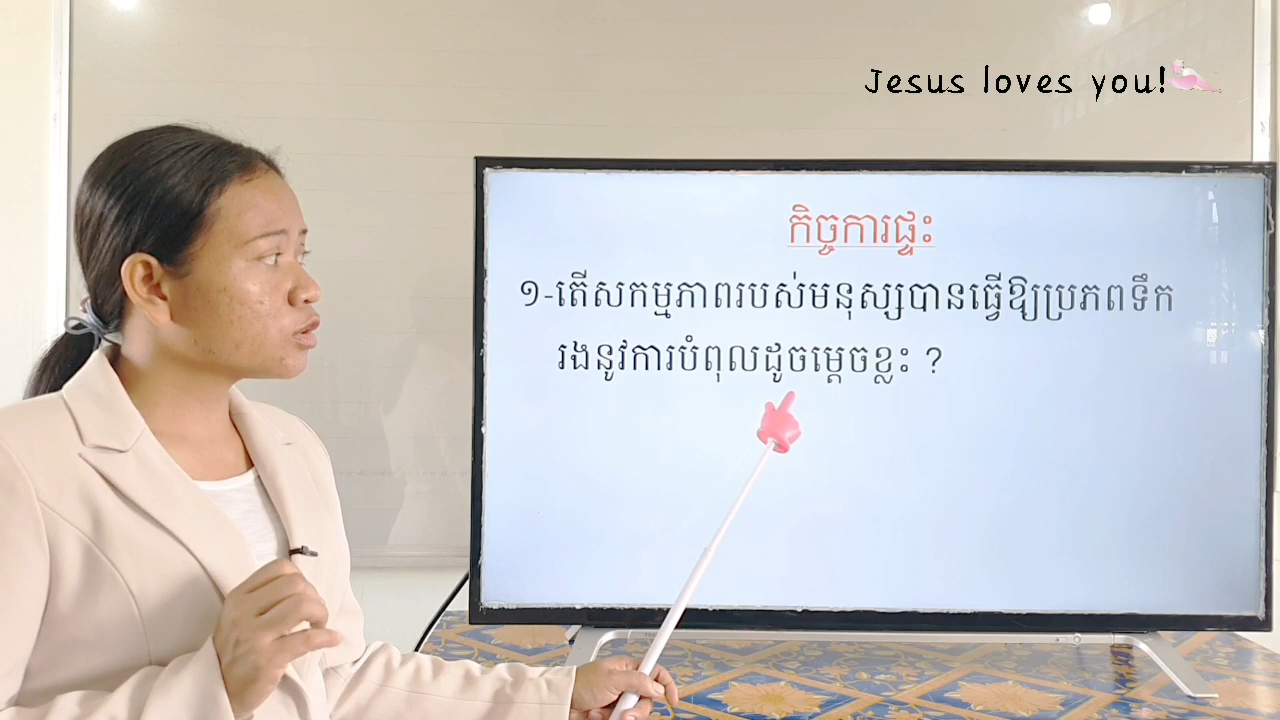 Jesus loves you!
កិច្ចការផ្ទះ
១-តើសកម្មភាពរបស់មនុស្សបានធ្វើឱ្យប្រភពទឹក
រងនូវការបំពុលដូចម្ដេចខ្លះ ?